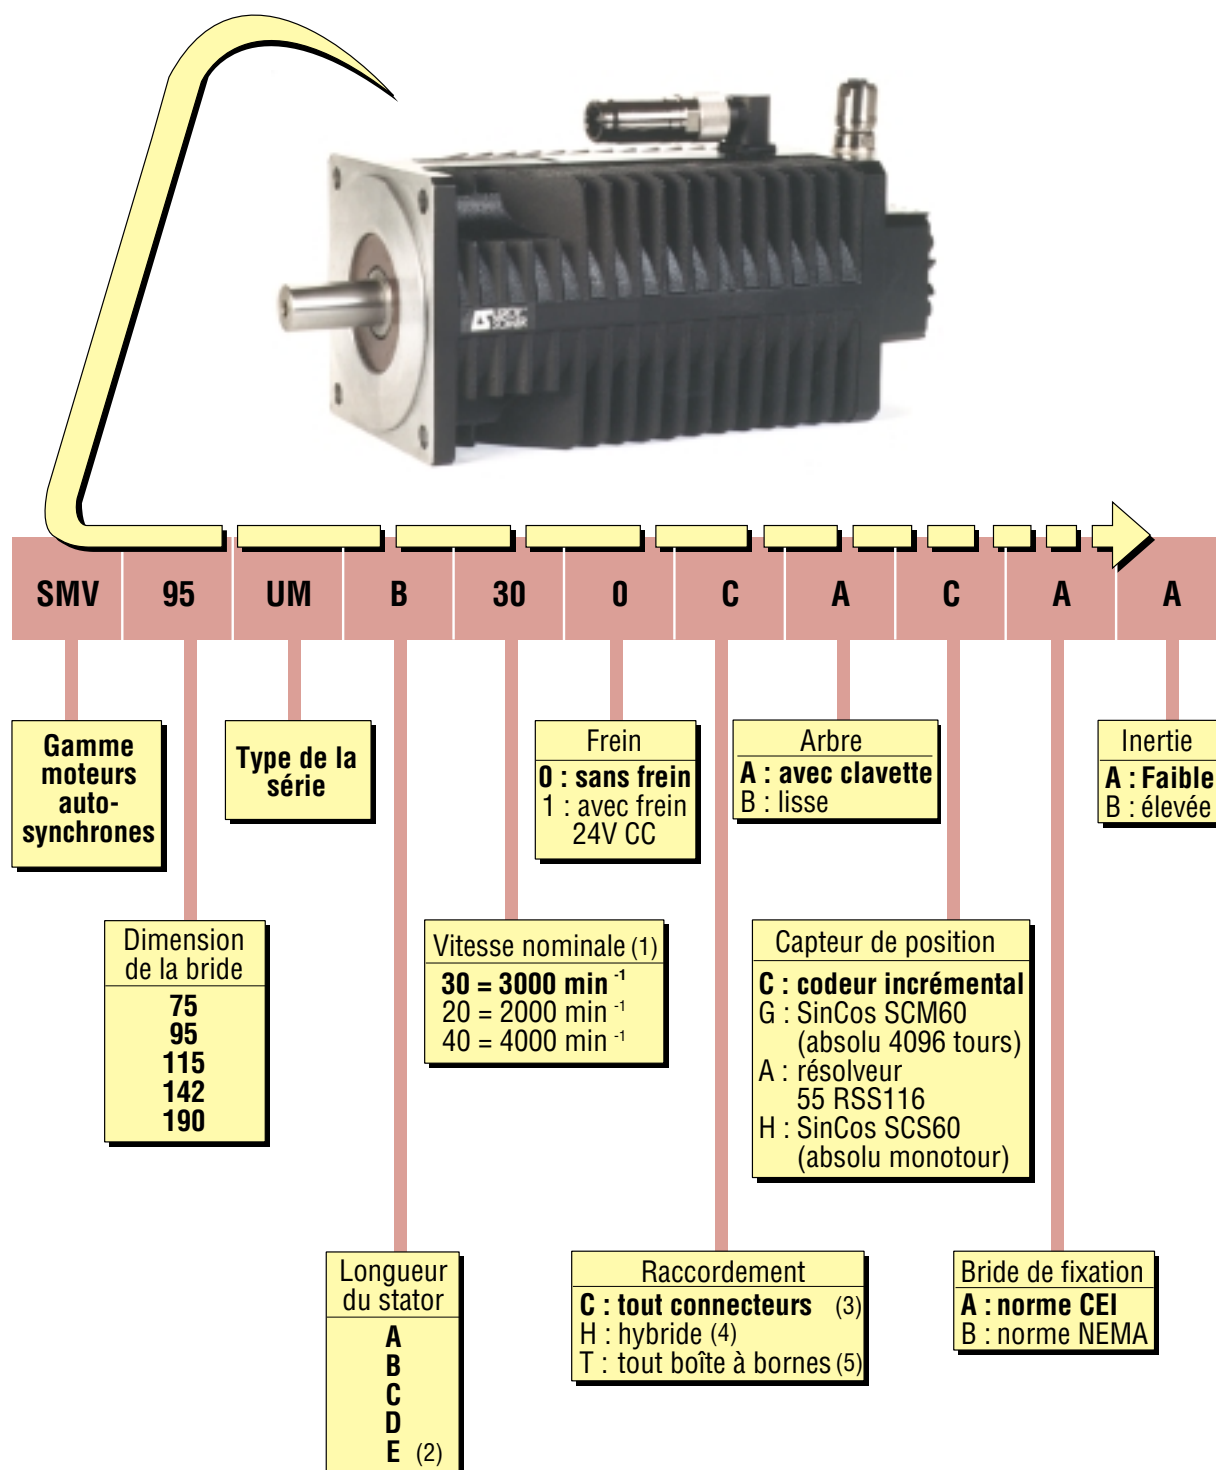 LEROY
SOMER
SMV 95 UM B 30 0 C A C A A
Gamme
moteurs
auto-
synchrones
Type de la
série
Frein
0 : sans frein
1 : avec frein
24V CC
Arbre
A : avec clavette
B : lisse
Inertie
A : Faible
B : élevée
Dimension
de la bride
75
95
115
142
190
Vitesse nominale (1)
30 = 3000 min -1
20 = 2000 min -1
40 = 4000 min -1
Capteur de position
C : codeur incrémental
G : SinCos SCM60
(absolu 4096 tours)
A : résolveur
55 RSS116
H : SinCos SCS60
(absolu monotour)
Longueur
du stator
A
B
C
D
E (2)
Raccordement
C : tout connecteurs (3)
H : hybride (4)
T : tout boîte à bornes (5)
Bride de fixation
A : norme CEI
B : norme NEMA